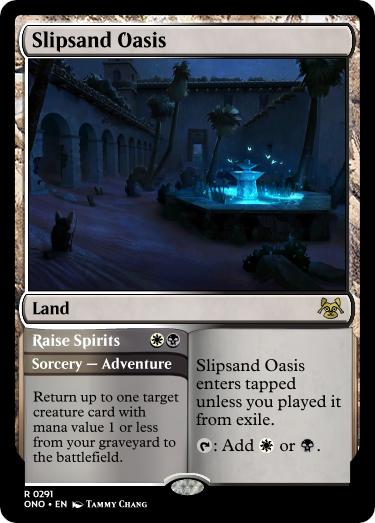 Slipsand Oasis
Land
Raise Spirits
Sorcery — Adventure
Return up to one target
creature card with
mana value 1 or less
from your graveyard to
the battlefield.
Slipsand Oasis
enters tapped
unless you played it
from exile.
: Add or .
R 0291
ONO • EN Tammy Chang